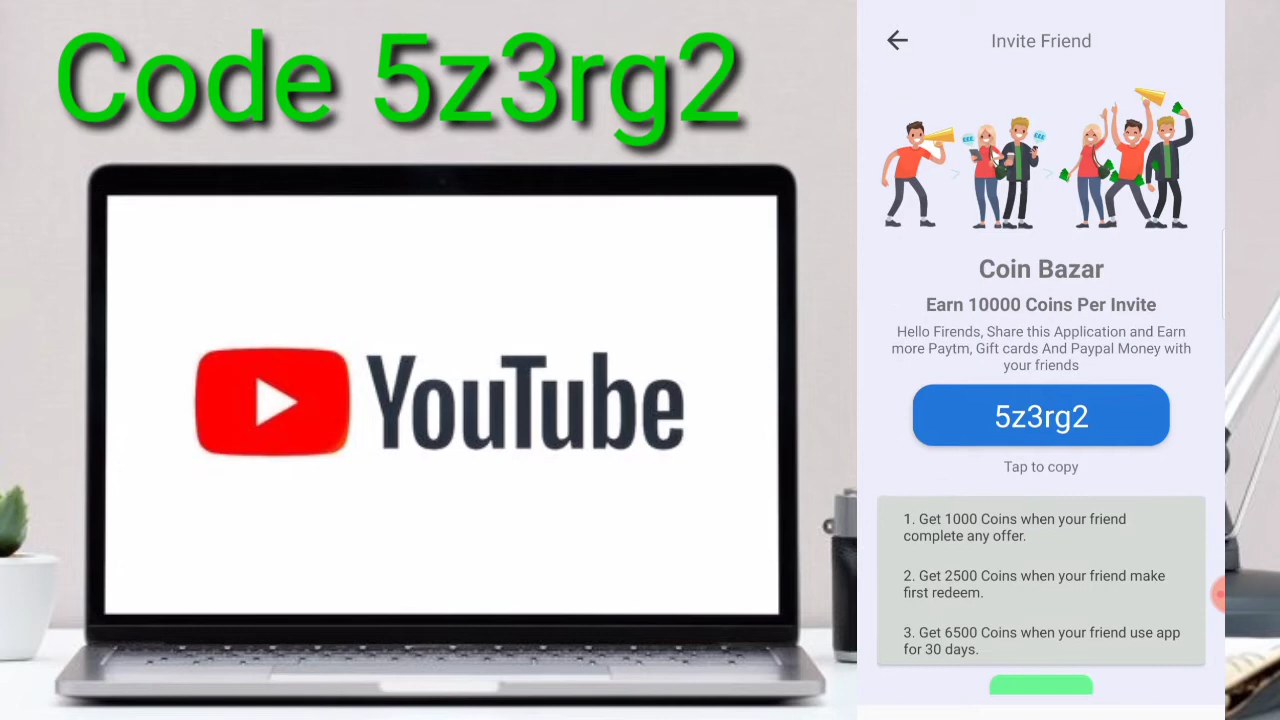 Code 5z3rg2
YouTube
Invite Friend
Coin Bazar
Earn 10000 Coins Per Invite
Hello Firends, Share this Application and Earn
more Paytm, Gift cards And Paypal Money with
your friends
5z3rg2
Tap to copy
1. Get 1000 Coins when your friend
complete any offer.
2. Get 2500 Coins when your friend make
first redeem.
3. Get 6500 Coins when your friend use app
for 30 days.